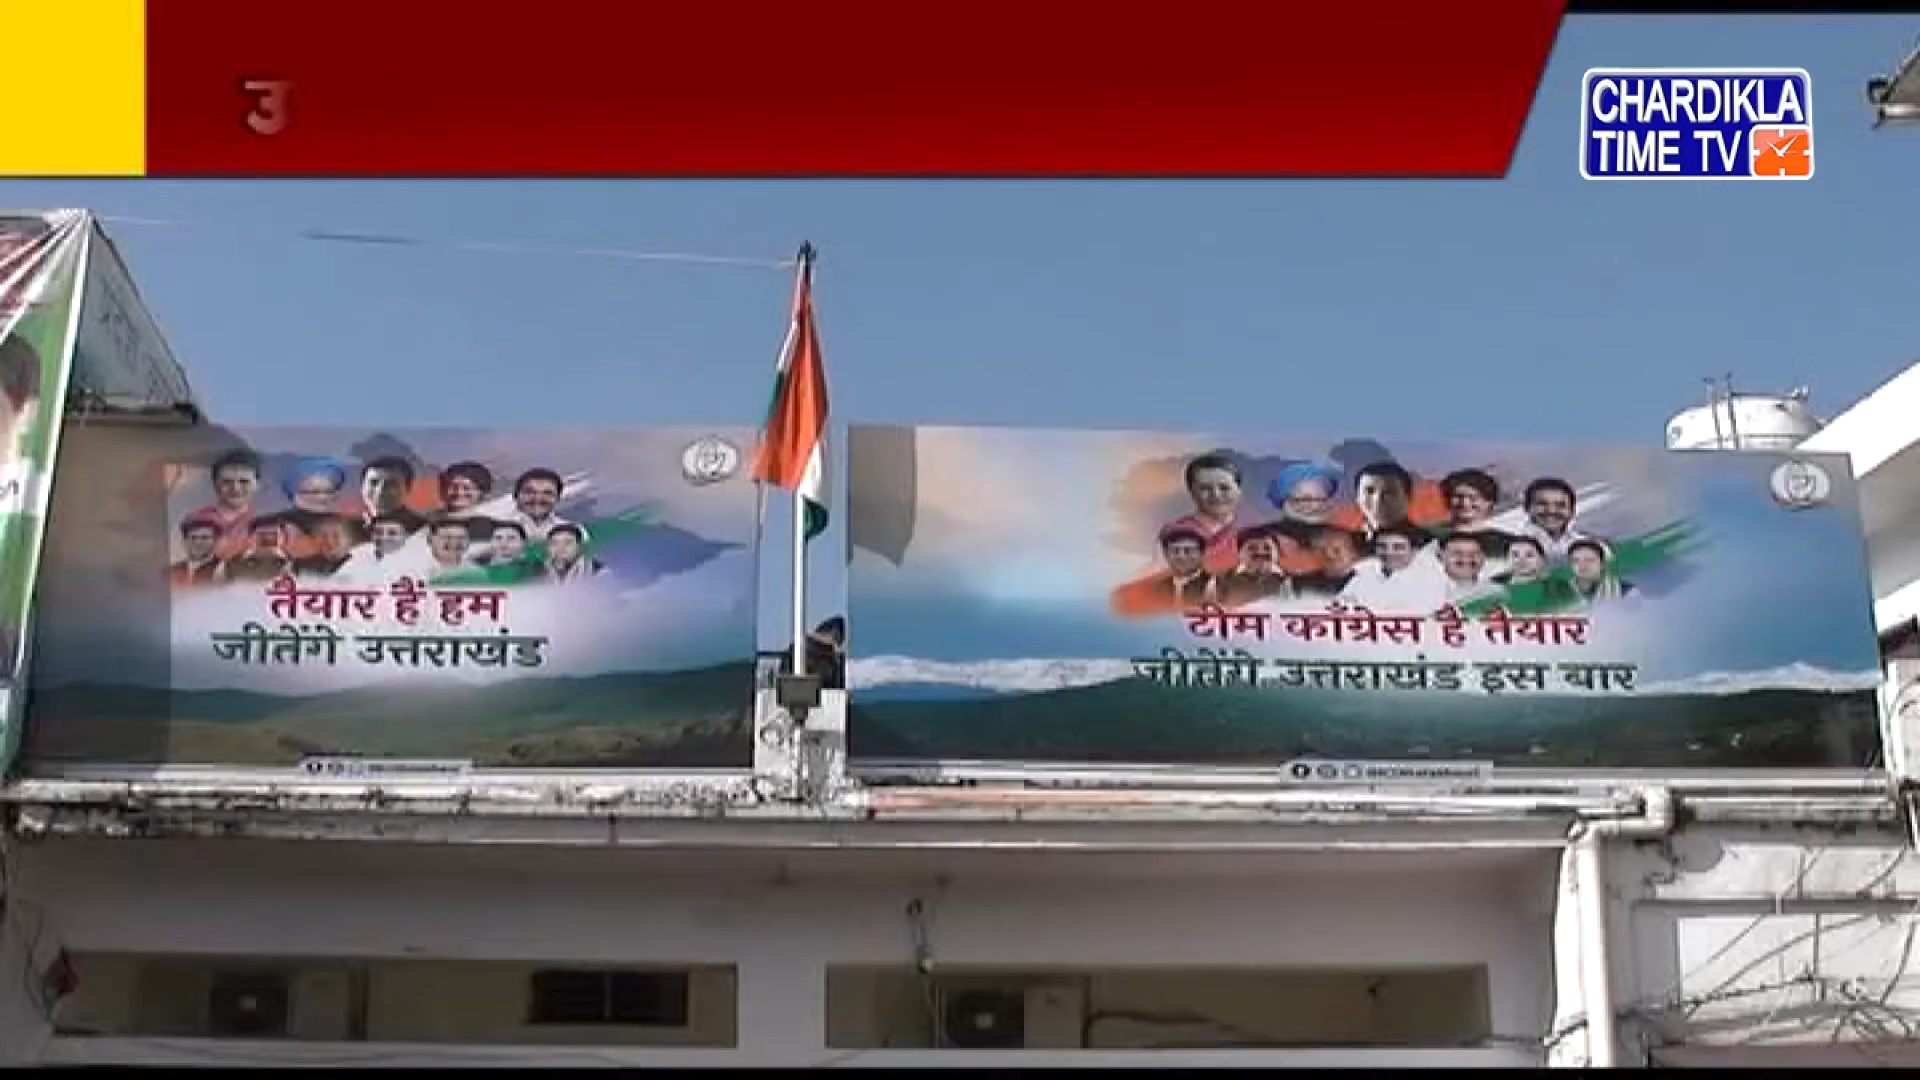 उ
CHARDIKLA
TIME TV
तैयार हैं हम
जीतेंगे उत्तराखंड
टीम काँग्रेस है तैयार
जीतेंगे उत्तराखंड इस बार